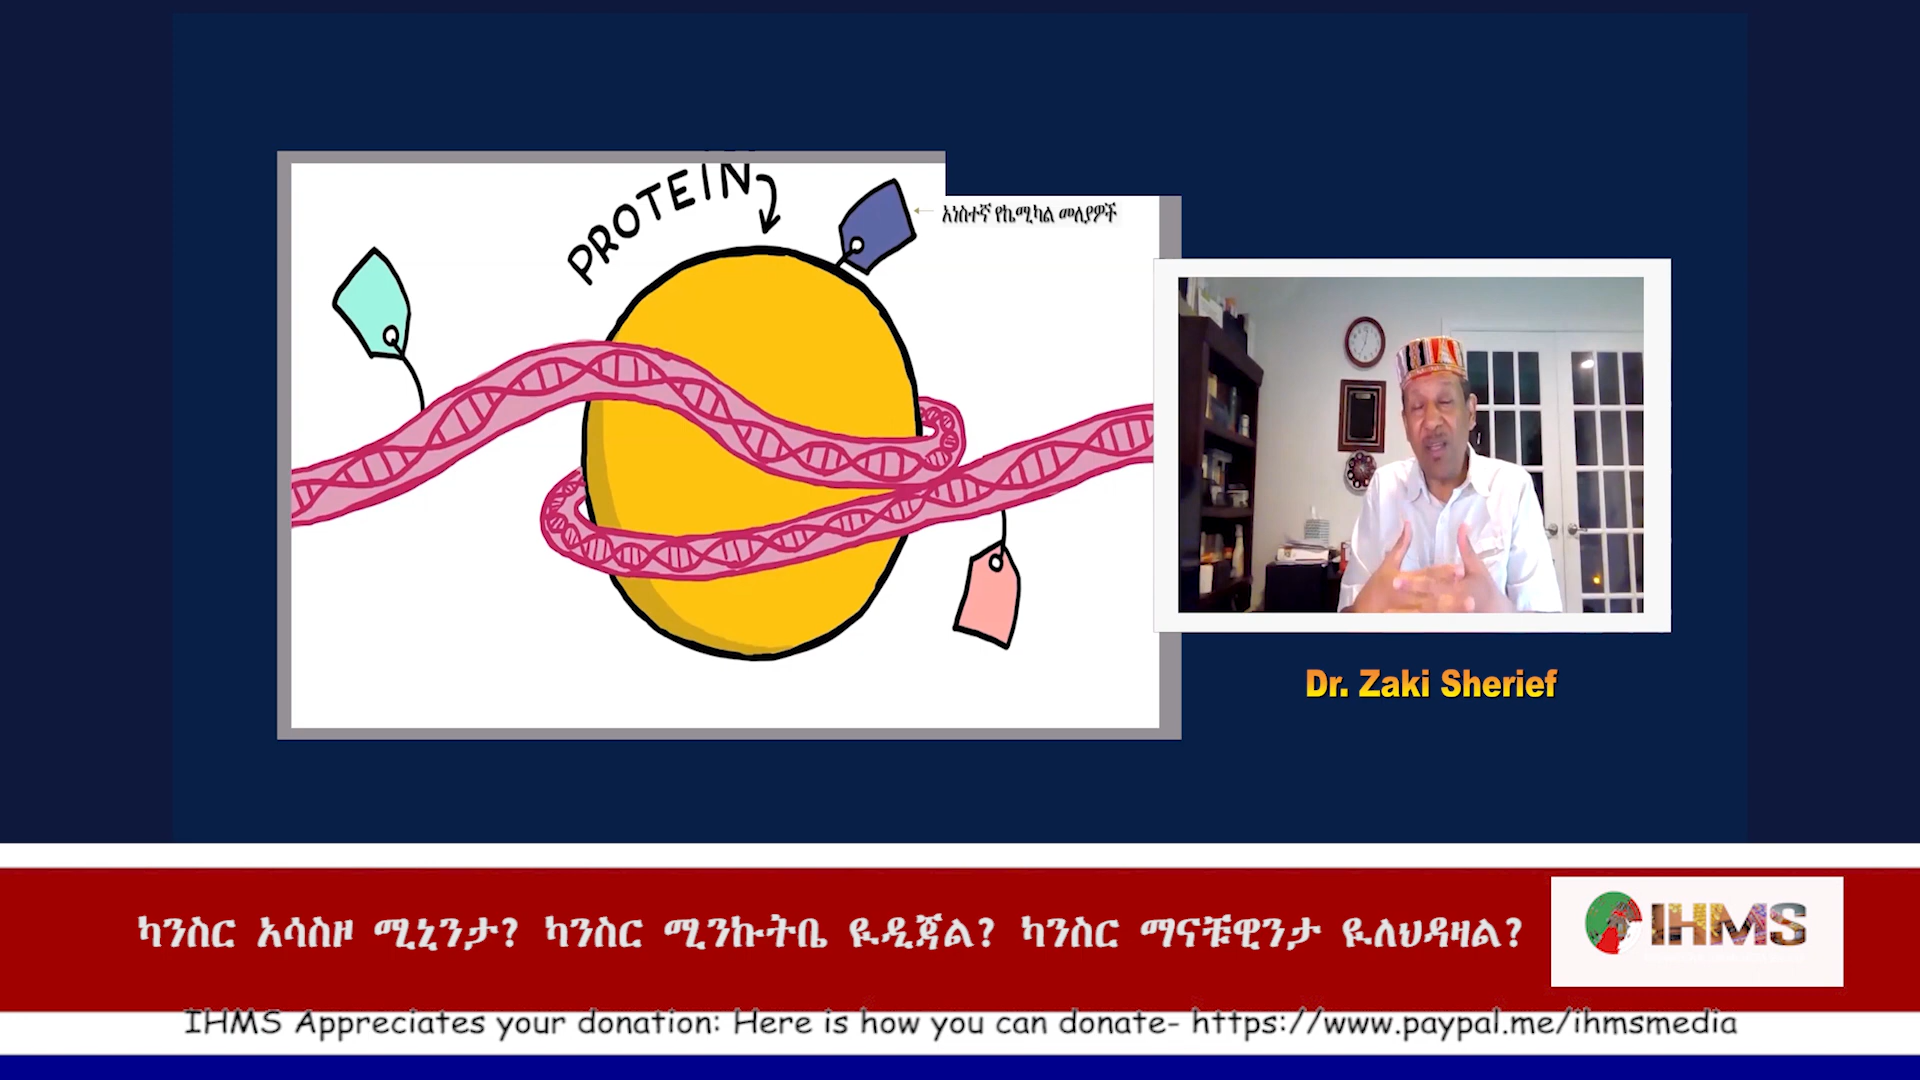 PROTEIN
አነስተኛ የኬሚካል መለያዎች
Dr. Zaki Sherief
ካንስር አሳስዞ ሚኒንታ? ካንስር ሚንኩትቤ ዪዲጃል? ካንስር ማናቹዊንታ ዪለህዳዛል?
IHMS
IHMS Appreciates your donation: Here is how you can donate- https://www.paypal.me/ihmsmedia